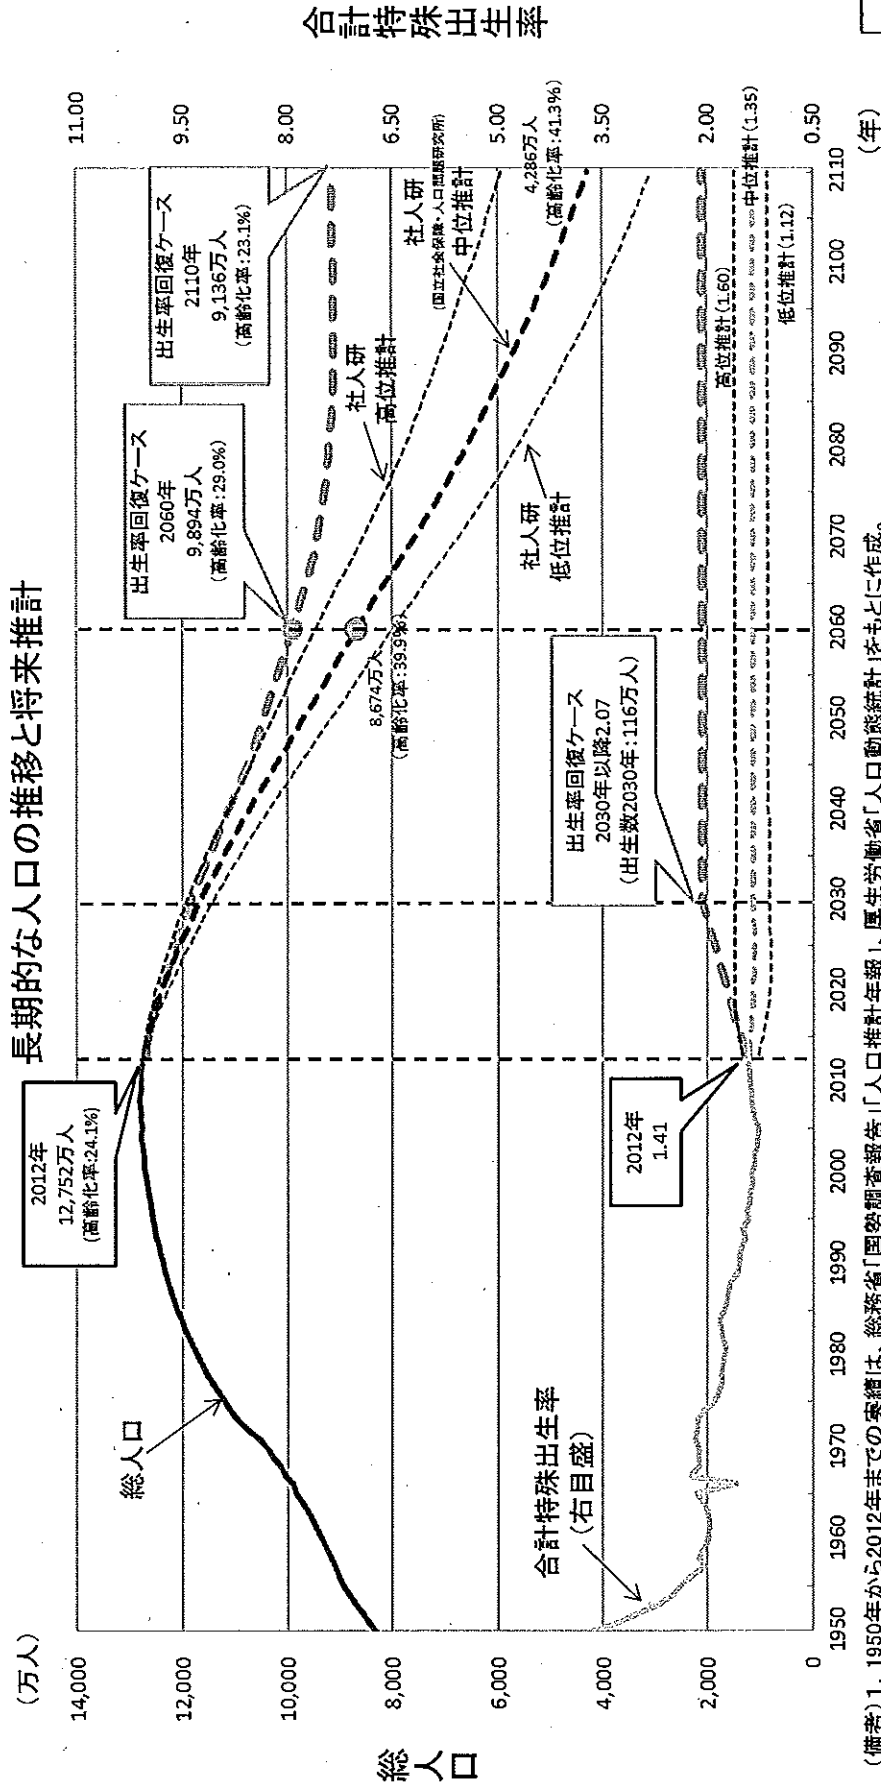 長期的な人口の推移と将来推計
(万人)
総人口
合計特殊出生率
14,000
12,000
10,000
8,000
6,000
4,000
2,000
0
11.00
9.50
8.00
6.50
5.00
3.50
2.00
0.50
2012年
12,752万人
(高齢化率:24.1%)
総人口
出生率回復ケース
2060年
9,894万人
(高齢化率:29.0%)
出生率回復ケース
2110年
9,136万人
(高齢化率:23.1%)
社人研
高位推計
社人研
(国立社会保障・人口問題研究所)
中位推計
4,286万人
(高齢化率:41.3%)
8,674万人
(高齢化率:39.9%)
社人研
低位推計
合計特殊出生率
(右目盛)
2012年
1.41
出生率回復ケース
2030年以降2.07
(出生数2030年:116万人)
高位推計(1.60)
中位推計(1.35)
低位推計(1.12)
1950 1960 1970 1980 1990 2000 2010 2020 2030 2040 2050 2060 2070 2080 2090 2100 2110
(年)
(備考)1. 1950年から2012年までの実績は、総務省「国勢調査報告」「人口推計年報」、厚生労働省「人口動態統計」をもとに作成。